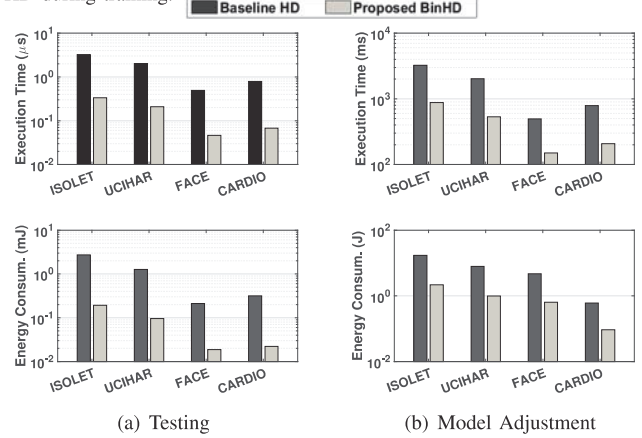 Baseline HD Proposed BinHD
Execution Time (μs)
10^1
10^0
10^-1
10^-2
ISOLET UCIHAR FACE CARDIO
Execution Time (ms)
10^4
10^3
10^2
ISOLET UCIHAR FACE CARDIO
Energy Consum. (mJ)
10^1
10^0
10^-1
10^-2
ISOLET UCIHAR FACE CARDIO
Energy Consum. (J)
10^2
10^0
10^-2
ISOLET UCIHAR FACE CARDIO
(a) Testing
(b) Model Adjustment